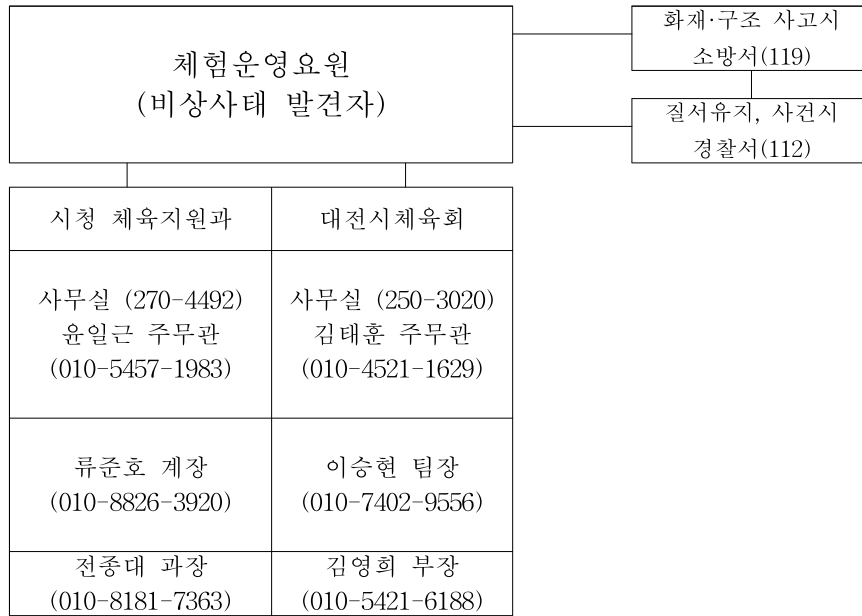 체험운영요원
(비상사태 발견자)
화재·구조 사고시
소방서(119)
질서유지, 사건시
경찰서(112)
시청 체육지원과
대전시체육회
사무실 (270-4492)
윤일근 주무관
(010-5457-1983)
사무실 (250-3020)
김태훈 주무관
(010-4521-1629)
류준호 계장
(010-8826-3920)
이승현 팀장
(010-7402-9556)
전종대 과장
(010-8181-7363)
김영희 부장
(010-5421-6188)